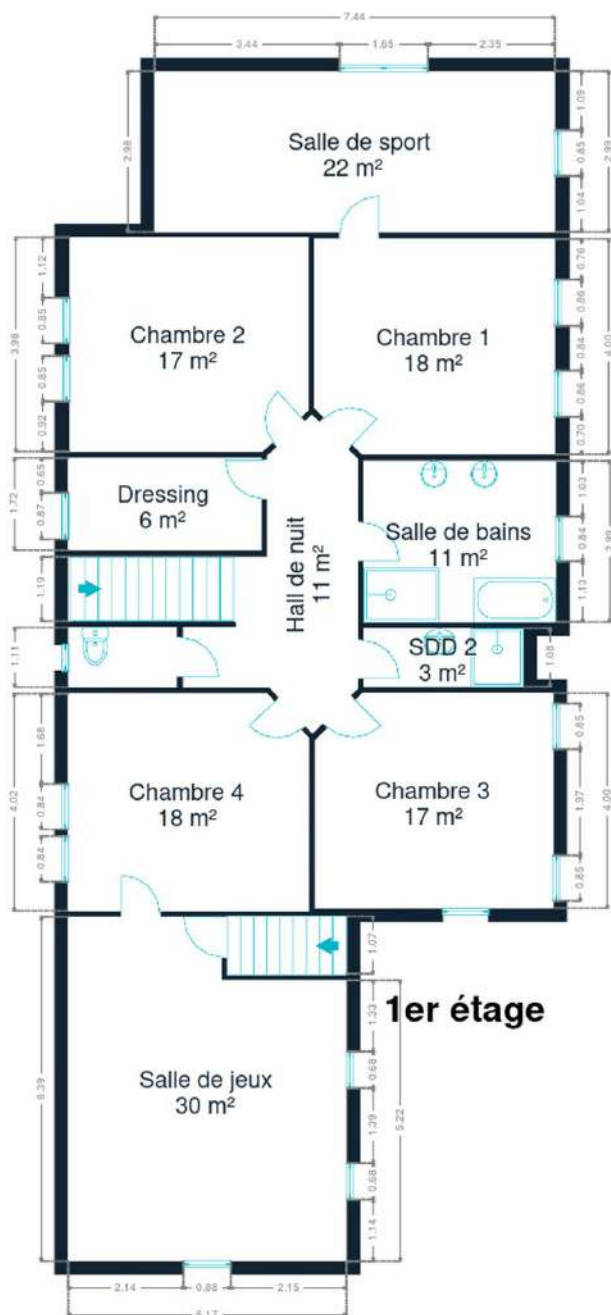 7.44
3.44
1.65
2.35
2.98
1.09
0.85
1.04
2.99
Salle de sport
22 m²
3.98
1.12
0.85
0.85
0.92
Chambre 2
17 m²
Chambre 1
18 m²
0.76
0.86
0.84
0.86
0.70
4.00
1.72
0.65
0.87
Dressing
6 m²
Hall de nuit
11 m²
Salle de bains
11 m²
1.03
0.84
1.13
2.99
1.19
1.11
SDD 2
3 m²
1.08
4.02
1.68
0.84
0.84
Chambre 4
18 m²
Chambre 3
17 m²
0.85
1.97
0.85
4.00
1.07
1er étage
6.39
Salle de jeux
30 m²
1.33
0.68
1.39
0.68
1.14
5.22
2.14
0.88
2.15
5.17